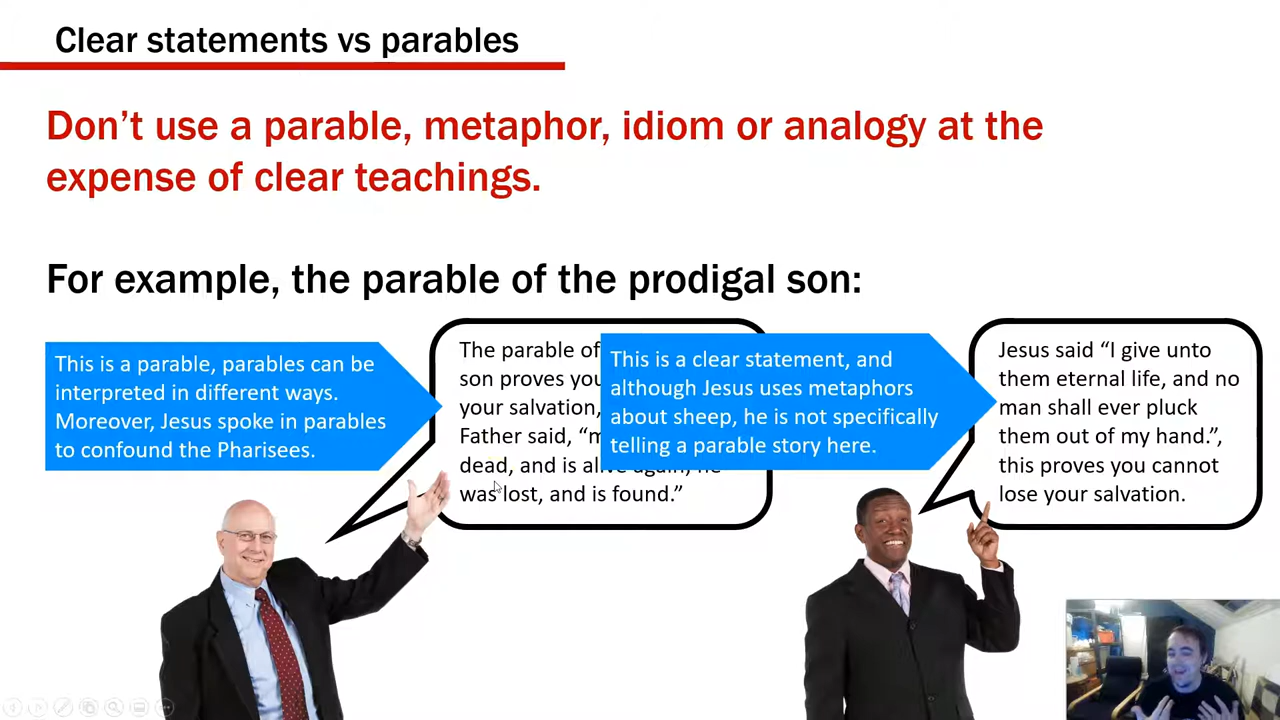 Clear statements vs parables
Don’t use a parable, metaphor, idiom or analogy at the
expense of clear teachings.
For example, the parable of the prodigal son:
This is a parable, parables can be
interpreted in different ways.
Moreover, Jesus spoke in parables
to confound the Pharisees.
The parable of
son proves you
your salvation,
Father said, “m
dead, and is alive again, he
was lost, and is found.”
This is a clear statement, and
although Jesus uses metaphors
about sheep, he is not specifically
telling a parable story here.
Jesus said “I give unto
them eternal life, and no
man shall ever pluck
them out of my hand.”,
this proves you cannot
lose your salvation.